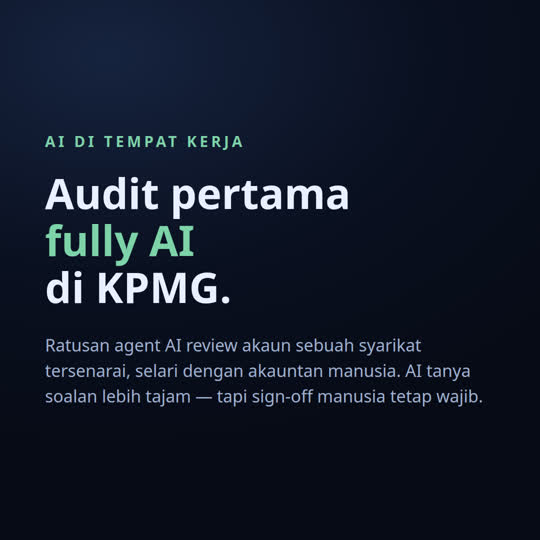 AI DI TEMPAT KERJA
Audit pertama
fully AI
di KPMG.
Ratusan agent AI review akaun sebuah syarikat
tersenarai, selari dengan akauntan manusia. AI tanya
soalan lebih tajam — tapi sign-off manusia tetap wajib.